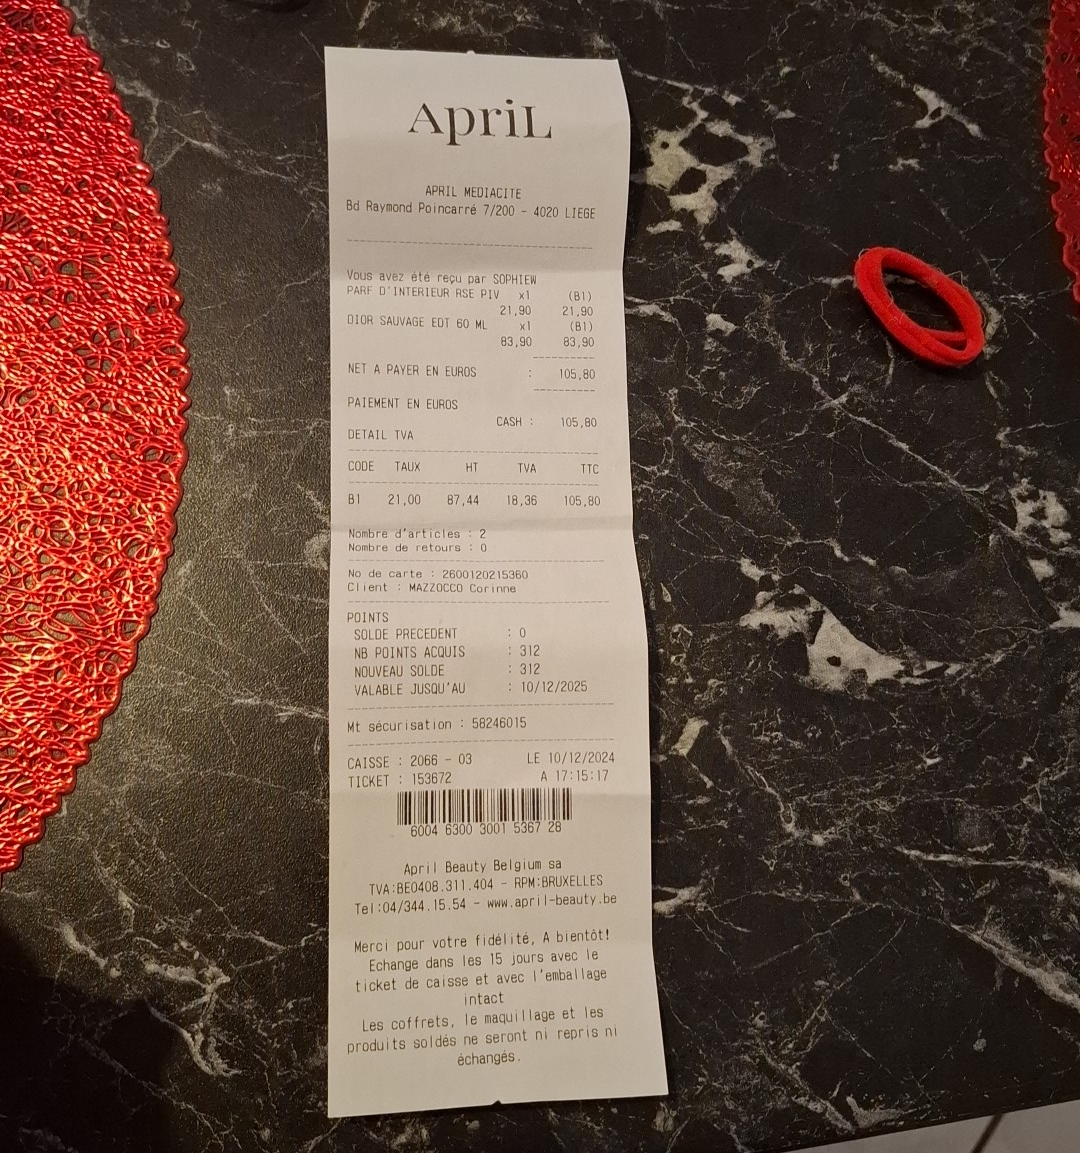 ApriL
APRIL MEDIACITE
Bd Raymond Poincarré 7/200 - 4020 LIEGE
Vous avez été reçu par SOPHIEW
PARF D'INTERIEUR RSE PIV x1 (B1)
21,90 21,90
DIOR SAUVAGE EDT 60 ML x1 (B1)
83,90 83,90
NET A PAYER EN EUROS : 105,80
PAIEMENT EN EUROS
CASH : 105,80
DETAIL TVA
CODE TAUX HT TVA TTC
B1 21,00 87,44 18,36 105,80
Nombre d'articles : 2
Nombre de retours : 0
No de carte : 2600120215360
Client : MAZZOCCO Corinne
POINTS
SOLDE PRECEDENT : 0
NB POINTS ACQUIS : 312
NOUVEAU SOLDE : 312
VALABLE JUSQU'AU : 10/12/2025
Mt sécurisation : 58246015
CAISSE : 2066 - 03 LE 10/12/2024
TICKET : 153672 A 17:15:17
6004 6300 3001 5367 28
April Beauty Belgium sa
TVA:BE0408.311.404 - RPM:BRUXELLES
Tel:04/344.15.54 - www.april-beauty.be
Merci pour votre fidélité, A bientôt!
Echange dans les 15 jours avec le
ticket de caisse et avec l'emballage
intact
Les coffrets, le maquillage et les
produits soldés ne seront ni repris ni
échangés.